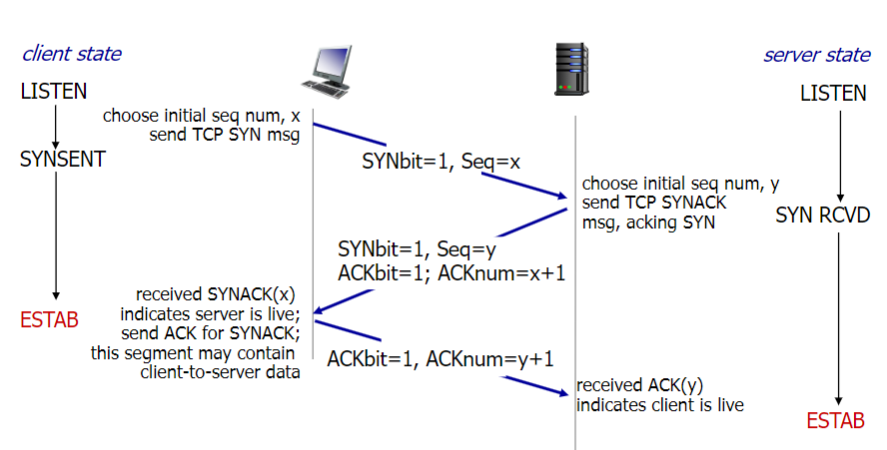 client state
server state
LISTEN
LISTEN
choose initial seq num, x
send TCP SYN msg
SYNSENT
SYNbit=1, Seq=x
choose initial seq num, y
send TCP SYNACK
msg, acking SYN
SYN RCVD
SYNbit=1, Seq=y
ACKbit=1; ACKnum=x+1
received SYNACK(x)
indicates server is live;
send ACK for SYNACK;
this segment may contain
client-to-server data
ESTAB
ACKbit=1, ACKnum=y+1
received ACK(y)
indicates client is live
ESTAB